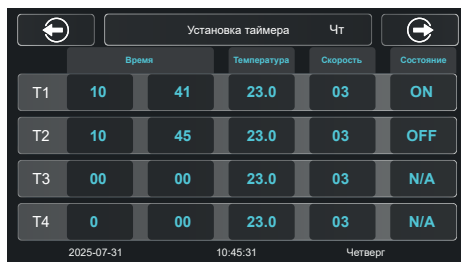 Установка таймера Чт
Время Температура Скорость Состояние
T1 10 41 23.0 03 ON
T2 10 45 23.0 03 OFF
T3 00 00 23.0 03 N/A
T4 0 00 23.0 03 N/A
2025-07-31 10:45:31 Четверг